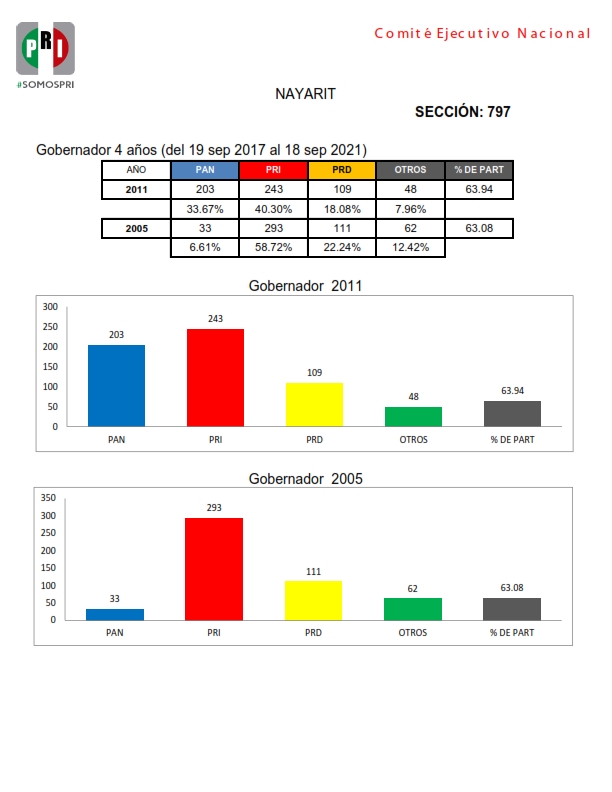 Comité Ejecutivo Nacional
PRI
#SOMOSPRI
NAYARIT
SECCIÓN: 797
Gobernador 4 años (del 19 sep 2017 al 18 sep 2021)
AÑO PAN PRI PRD OTROS % DE PART
2011 203 243 109 48 63.94
33.67% 40.30% 18.08% 7.96%
2005 33 293 111 62 63.08
6.61% 58.72% 22.24% 12.42%
Gobernador 2011
300
250
200
150
100
50
0
203
243
109
48
63.94
PAN PRI PRD OTROS % DE PART
Gobernador 2005
350
300
250
200
150
100
50
0
33
293
111
62
63.08
PAN PRI PRD OTROS % DE PART